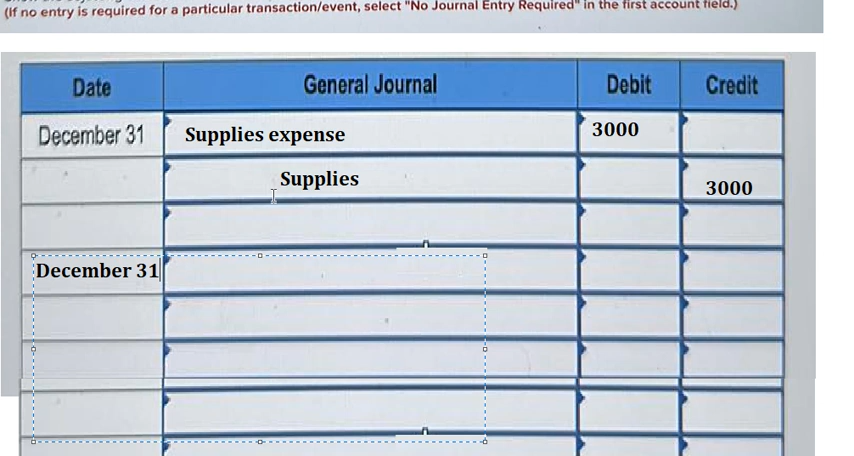 (If no entry is required for a particular transaction/event, select "No Journal Entry Required" in the first account field.)
Date General Journal Debit Credit
December 31 Supplies expense 3000
Supplies 3000
December 31